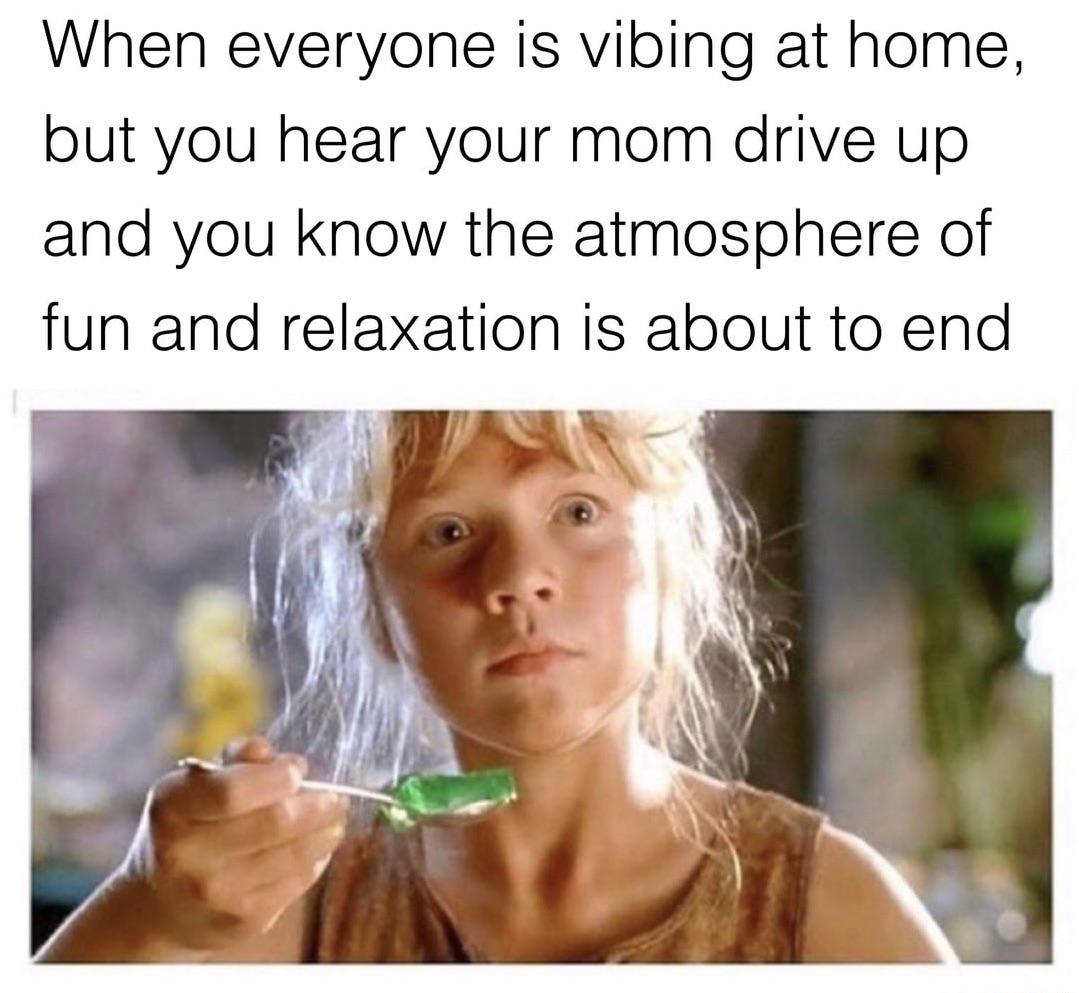 When everyone is vibing at home,
but you hear your mom drive up
and you know the atmosphere of
fun and relaxation is about to end